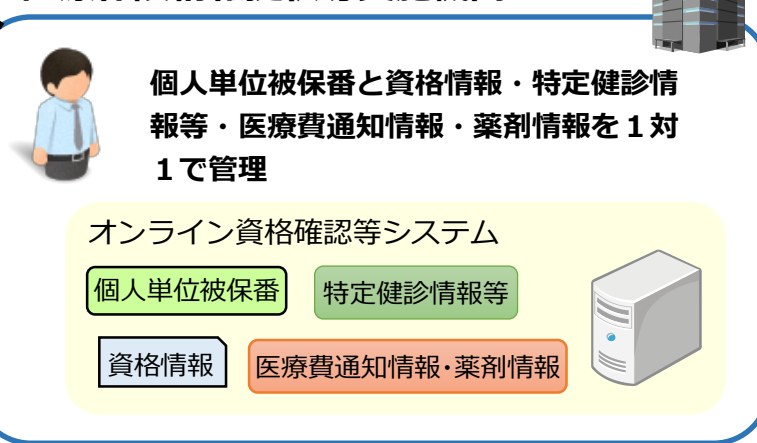 個人単位被保番と資格情報・特定健診情
報等・医療費通知情報・薬剤情報を１対
１で管理
オンライン資格確認等システム
個人単位被保番
特定健診情報等
資格情報
医療費通知情報･薬剤情報